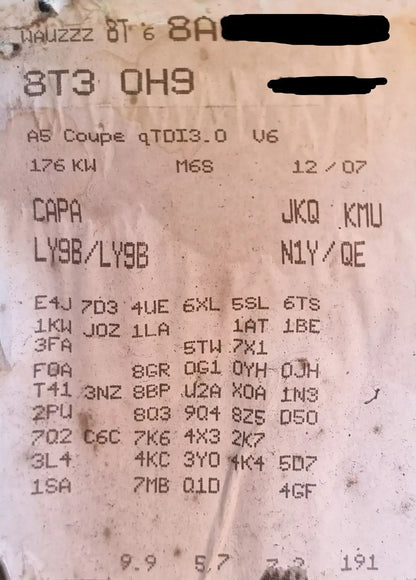 WAUZZZ 8T 6 8A
8T3 0H9
A5 Coupe qTDI3.0 V6
176 KW M6S 12/07
CAPA JKQ KMU
LY9B/LY9B N1Y/QE
E4J 7D3 4UE 6XL 5SL 6TS
1KW J0Z 1LA 1AT 1BE
3FA 5TW 7X1
F0A 8GR 0G1 0YH 0JH
T41 3NZ 8BP U2A X0A 1N3
2PU 8Q3 9Q4 8Z5 D50
7Q2 C6C 7K6 4X3 2K7
3L4 4KC 3Y0 4K4 5D7
1SA 7MB Q1D 4GF
9.9 5.7 191